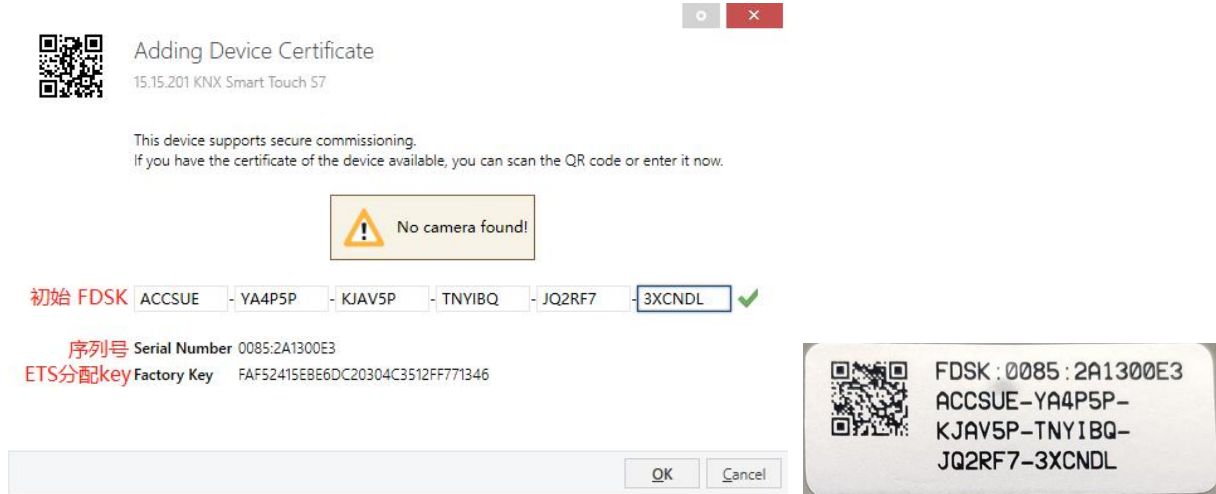 Adding Device Certificate
15.15.201 KNX Smart Touch S7
This device supports secure commissioning.
If you have the certificate of the device available, you can scan the QR code or enter it now.
No camera found!
初始 FDSK ACCSUE - YA4P5P - KJAV5P - TNYIBQ - JQ2RF7 - 3XCNDL
序列号 Serial Number 0085:2A1300E3
ETS分配key Factory Key FAF52415EBE6DC20304C3512FF771346
OK Cancel
FDSK:0085:2A1300E3
ACCSUE-YA4P5P-
KJAV5P-TNYIBQ-
JQ2RF7-3XCNDL